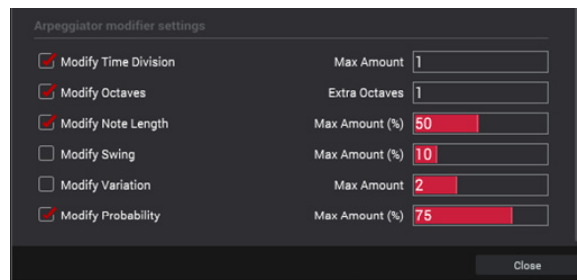 Arpeggiator modifier settings
Modify Time Division Max Amount 1
Modify Octaves Extra Octaves 1
Modify Note Length Max Amount (%) 50
Modify Swing Max Amount (%) 10
Modify Variation Max Amount 2
Modify Probability Max Amount (%) 75
Close